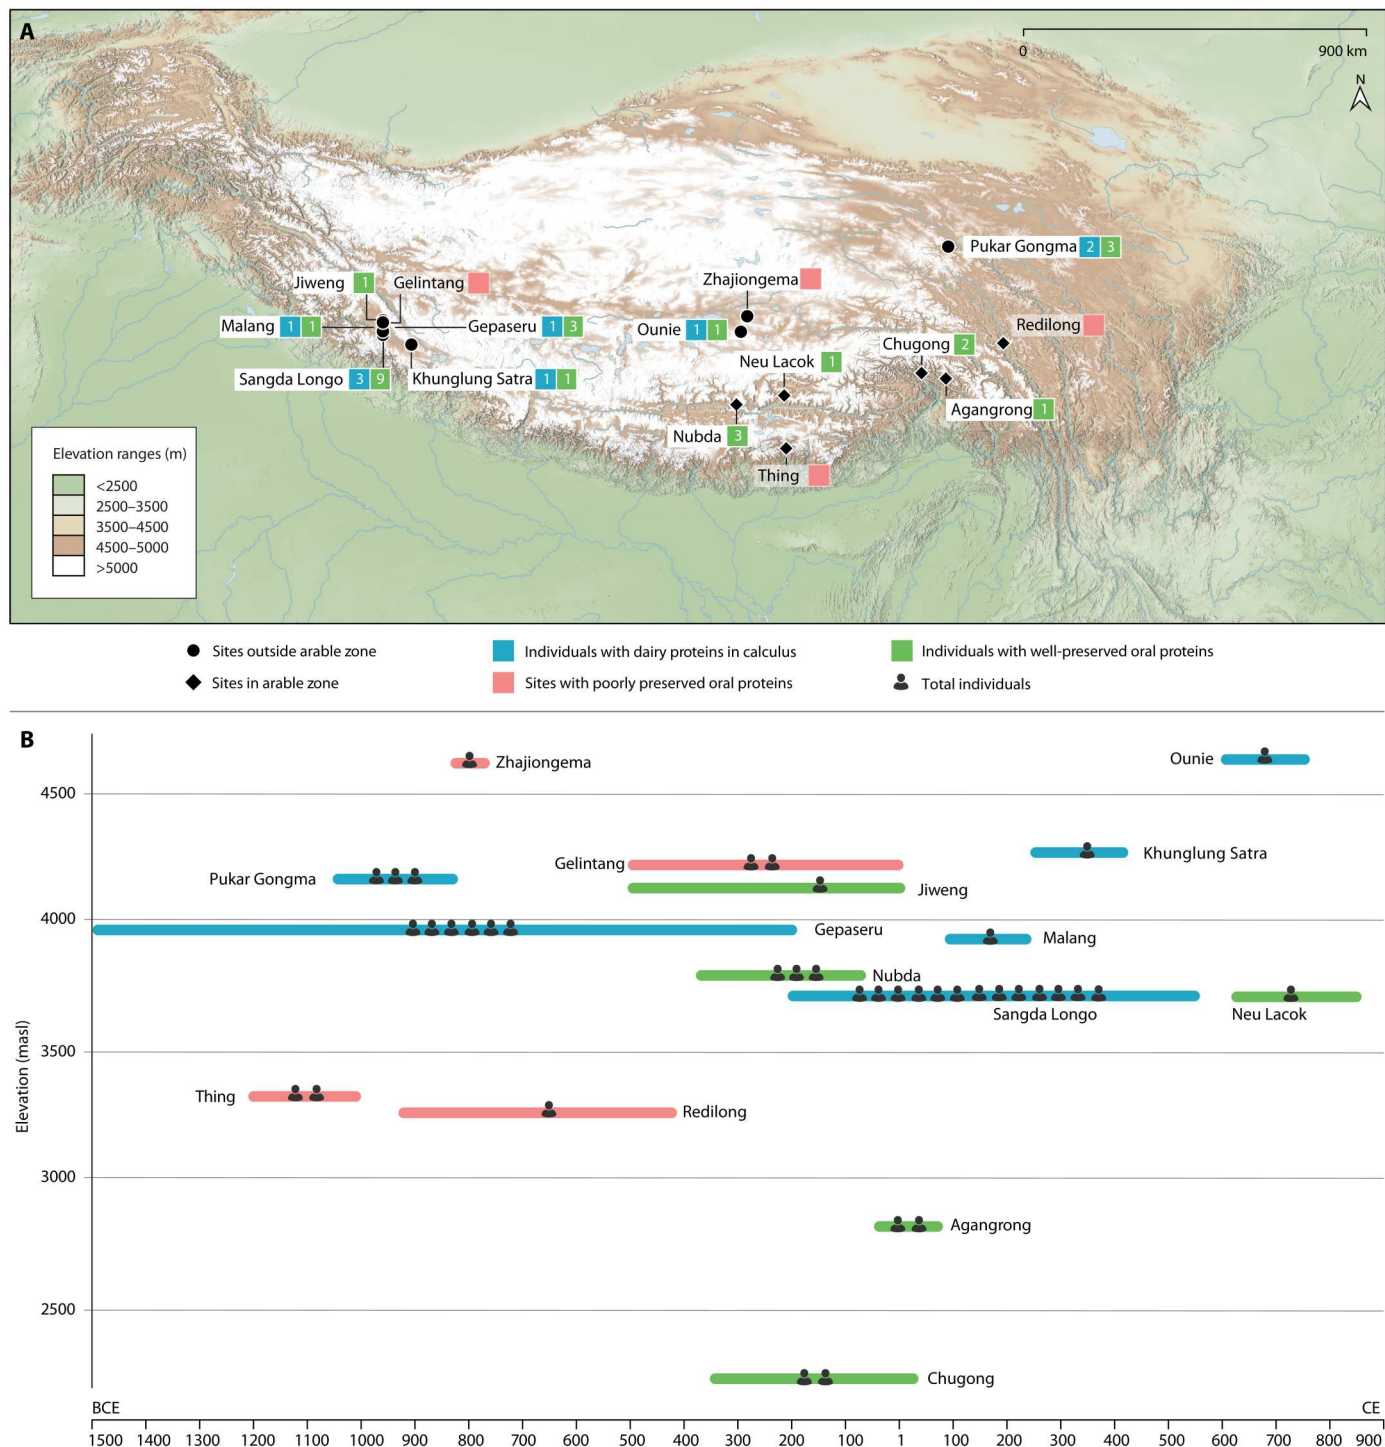 A
0 900 km
N
Pukar Gongma 2 3
Jiweng 1 Gelintang
Zhajiongema
Malang 1 1
Gepaseru 1 3
Ounie 1 1
Redilong
Chugong 2
Neu Lacok 1
Sangda Longo 3 9
Khunglung Satra 1 1
Agangrong 1
Nubda 3
Thing
Elevation ranges (m)
<2500
2500–3500
3500–4500
4500–5000
>5000
Sites outside arable zone
Individuals with dairy proteins in calculus
Individuals with well-preserved oral proteins
Sites in arable zone
Sites with poorly preserved oral proteins
Total individuals
B
Elevation (masl)
Zhajiongema
Ounie
4500
Khunglung Satra
Gelintang
Pukar Gongma
Jiweng
4000
Gepaseru
Malang
Nubda
Sangda Longo
Neu Lacok
3500
Thing
Redilong
3000
Agangrong
2500
Chugong
BCE CE
1500 1400 1300 1200 1100 1000 900 800 700 600 500 400 300 200 100 1 100 200 300 400 500 600 700 800 900